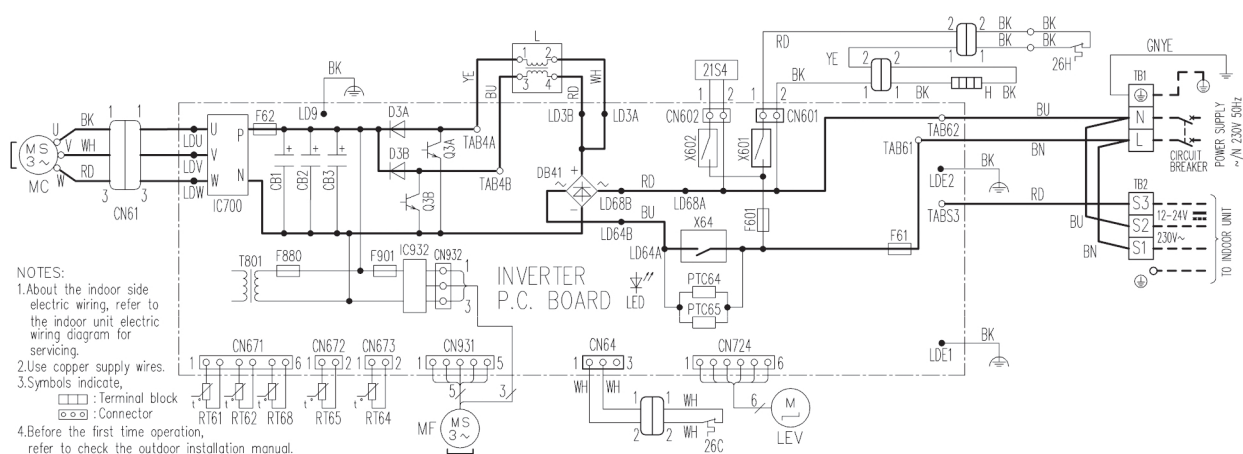 L
1 2
3 4
YE
BU
RD
WH
RD
BK
YE
BK
2 2
1 1
BK BK
BK BK
26H
2 2
1 1
BK
H
BK
GNYE
TB1
N
L
CIRCUIT
BREAKER
POWER SUPPLY
~/N 230V 50Hz
21S4
1 2
CN602
X602
1 2
CN601
X601
BK
LD9
F62
D3A
D3B
Q3A
Q3B
TAB4A
TAB4B
LD3B
LD3A
BU
TAB62
TAB61
BN
U
V
W
BK
WH
RD
MS
3~
MC
1 1
3 3
CN61
LDU
LDV
LDW
U
V
W
P
N
IC700
CB1
CB2
CB3
+
+
+
DB41
+
~ ~
−
RD
LD68B
LD68A
BU
LD64B
LD64A
X64
F601
F61
PTC64
PTC65
LED
LDE2
TABS3
RD
TB2
S3
S2
S1
12-24V
230V~
BU
BN
TO INDOOR UNIT
BK
LDE1
T801
F880
F901
IC932
CN932
1
3
INVERTER
P.C. BOARD
NOTES:
1.About the indoor side
electric wiring, refer to
the indoor unit electric
wiring diagram for
servicing.
2.Use copper supply wires.
3.Symbols indicate,
: Terminal block
: Connector
4.Before the first time operation,
refer to check the outdoor installation manual.
1 CN671 6
1 CN672 2
1 CN673 2
1 CN931 5
1 CN64 3
1 CN724 6
t°
t°
t°
t°
t°
RT61
RT62
RT68
RT65
RT64
5
3
MF
MS
3~
WH
WH
1 1
2 2
WH
WH
26C
6
M
LEV